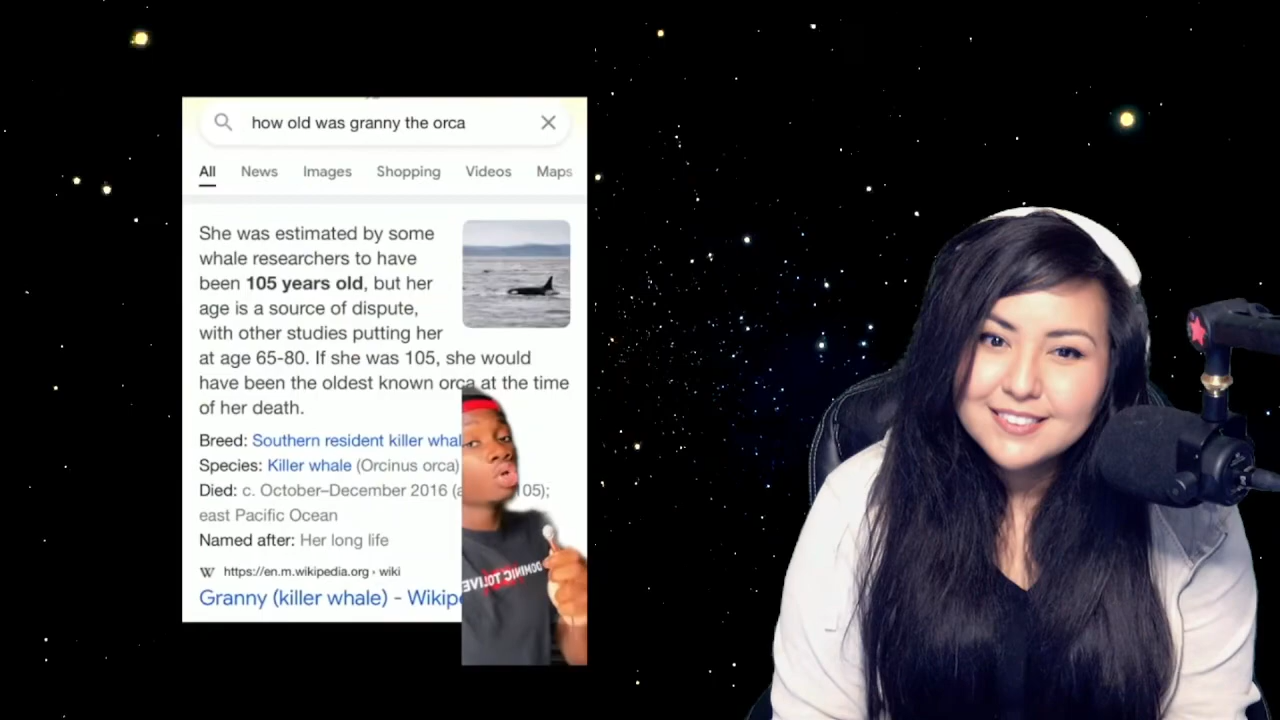 how old was granny the orca
All News Images Shopping Videos Maps
She was estimated by some
whale researchers to have
been 105 years old, but her
age is a source of dispute,
with other studies putting her
at age 65-80. If she was 105, she would
have been the oldest known orca at the time
of her death.
Breed: Southern resident killer whal
Species: Killer whale (Orcinus orca)
Died: c. October–December 2016 (a 05);
east Pacific Ocean
Named after: Her long life
W https://en.m.wikipedia.org › wiki
Granny (killer whale) - Wikipe
DOMINIC TOLIVE